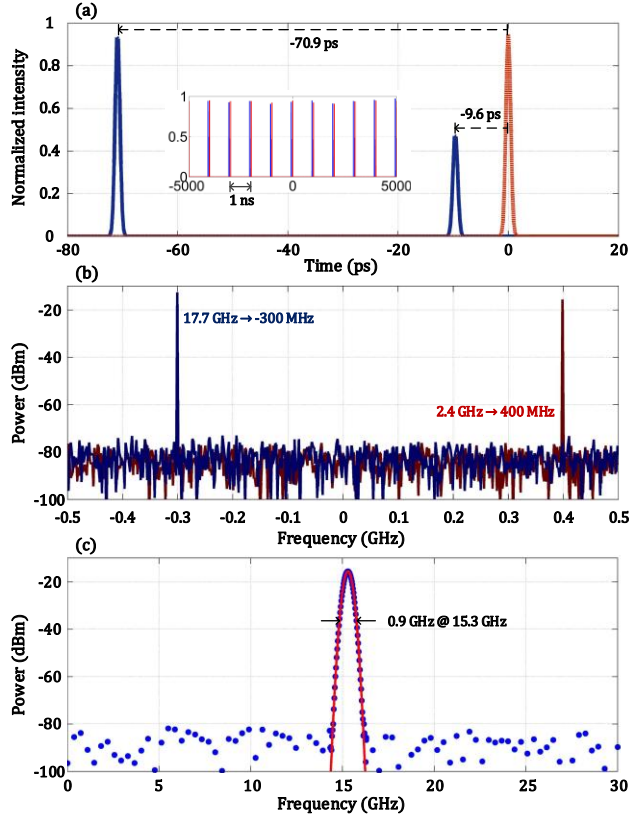 (a)
Normalized intensity
1
0.8
0.6
0.4
0.2
0
-70.9 ps
-9.6 ps
1
0.5
0
-5000 0 5000
1 ns
-80 -60 -40 -20 0 20
Time (ps)
(b)
Power (dBm)
-20
-40
-60
-80
-100
17.7 GHz→-300 MHz
2.4 GHz→400 MHz
-0.5 -0.4 -0.3 -0.2 -0.1 0 0.1 0.2 0.3 0.4 0.5
Frequency (GHz)
(c)
Power (dBm)
-20
-40
-60
-80
-100
0.9 GHz @ 15.3 GHz
0 5 10 15 20 25 30
Frequency (GHz)